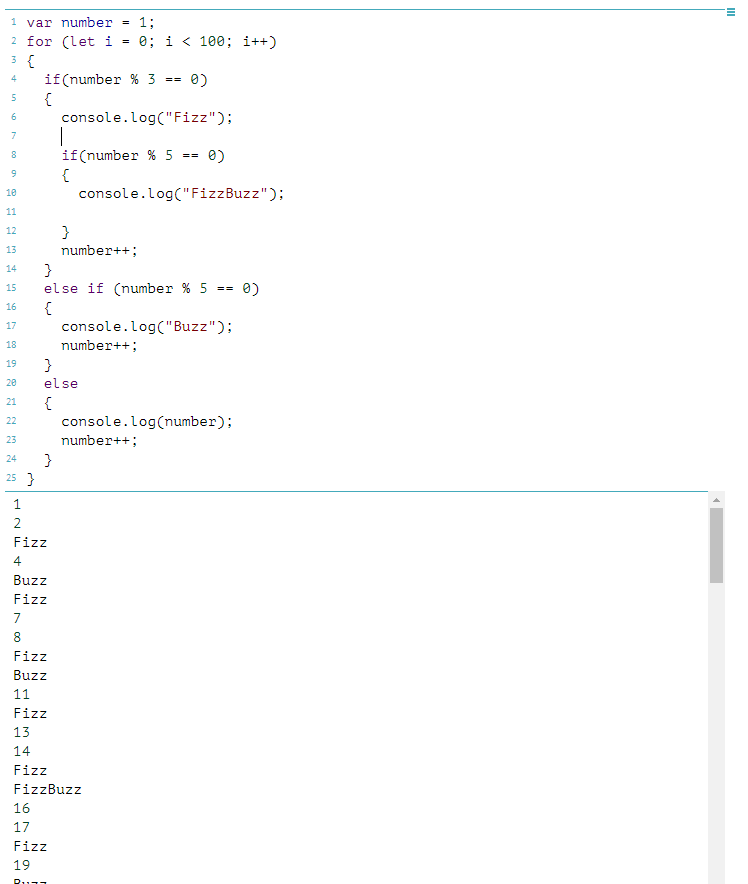 1 var number = 1;
2 for (let i = 0; i < 100; i++)
3 {
4 if(number % 3 == 0)
5 {
6 console.log("Fizz");
7
8 if(number % 5 == 0)
9 {
10 console.log("FizzBuzz");
11
12 }
13 number++;
14 }
15 else if (number % 5 == 0)
16 {
17 console.log("Buzz");
18 number++;
19 }
20 else
21 {
22 console.log(number);
23 number++;
24 }
25 }
1
2
Fizz
4
Buzz
Fizz
7
8
Fizz
Buzz
11
Fizz
13
14
Fizz
FizzBuzz
16
17
Fizz
19
Buzz